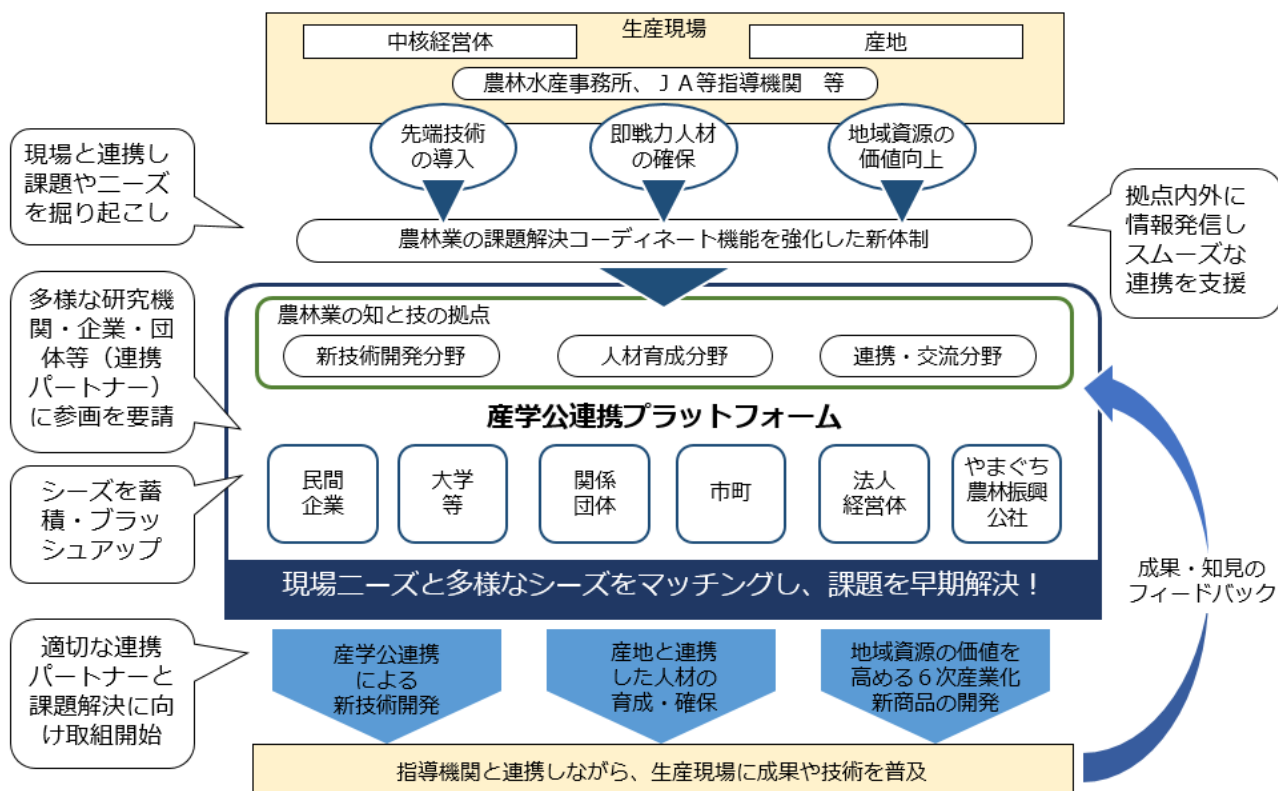 生産現場
中核経営体
産地
農林水産事務所、ＪＡ等指導機関　等
先端技術
の導入
即戦力人材
の確保
地域資源の
価値向上
現場と連携し
課題やニーズ
を掘り起こし
農林業の課題解決コーディネート機能を強化した新体制
拠点内外に
情報発信し
スムーズな
連携を支援
多様な研究機
関・企業・団
体等（連携
パートナー）
に参画を要請
農林業の知と技の拠点
新技術開発分野
人材育成分野
連携・交流分野
産学公連携プラットフォーム
民間
企業
大学
等
関係
団体
市町
法人
経営体
やまぐち
農林振興
公社
シーズを蓄
積・ブラッ
シュアップ
現場ニーズと多様なシーズをマッチングし、課題を早期解決！
成果・知見の
フィードバック
適切な連携
パートナーと
課題解決に向
け取組開始
産学公連携
による
新技術開発
産地と連携
した人材の
育成・確保
地域資源の価値を
高める６次産業化
新商品の開発
指導機関と連携しながら、生産現場に成果や技術を普及